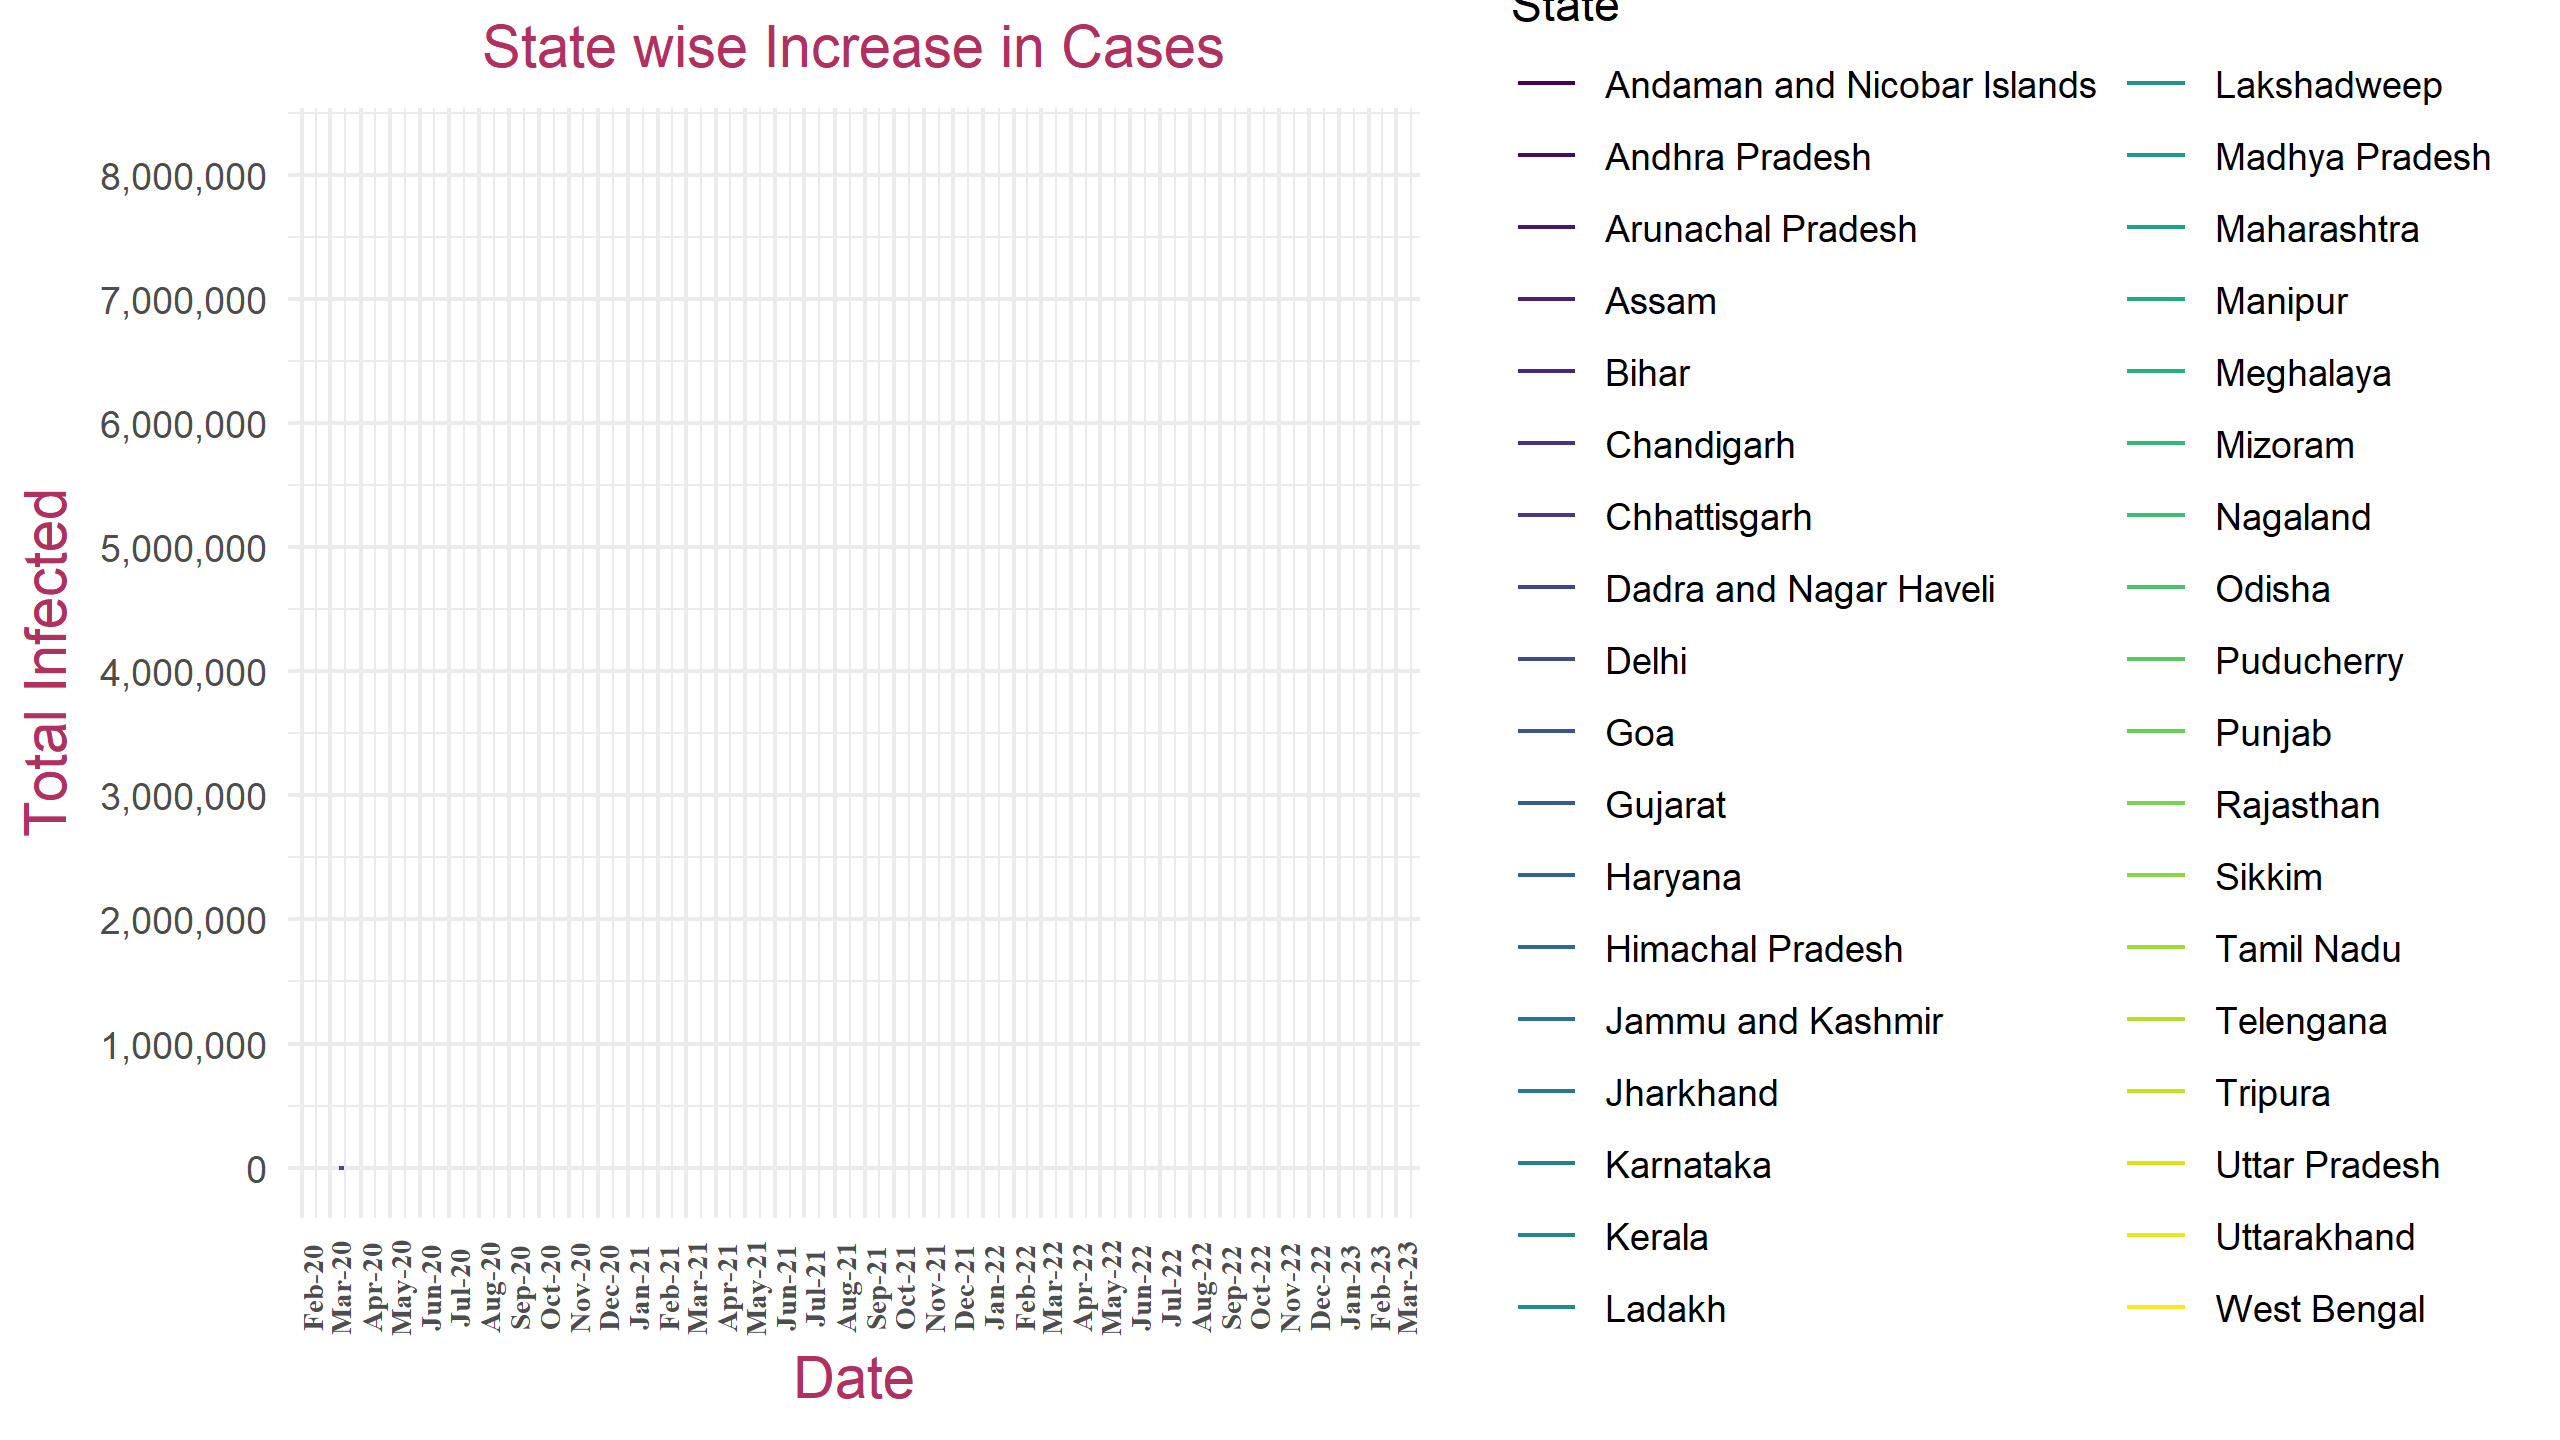 State wise Increase in Cases
Total Infected
8,000,000
7,000,000
6,000,000
5,000,000
4,000,000
3,000,000
2,000,000
1,000,000
0
Feb-20
Mar-20
Apr-20
May-20
Jun-20
Jul-20
Aug-20
Sep-20
Oct-20
Nov-20
Dec-20
Jan-21
Feb-21
Mar-21
Apr-21
May-21
Jun-21
Jul-21
Aug-21
Sep-21
Oct-21
Nov-21
Dec-21
Jan-22
Feb-22
Mar-22
Apr-22
May-22
Jun-22
Jul-22
Aug-22
Sep-22
Oct-22
Nov-22
Dec-22
Jan-23
Feb-23
Mar-23
Date
State
Andaman and Nicobar Islands
Andhra Pradesh
Arunachal Pradesh
Assam
Bihar
Chandigarh
Chhattisgarh
Dadra and Nagar Haveli
Delhi
Goa
Gujarat
Haryana
Himachal Pradesh
Jammu and Kashmir
Jharkhand
Karnataka
Kerala
Ladakh
Lakshadweep
Madhya Pradesh
Maharashtra
Manipur
Meghalaya
Mizoram
Nagaland
Odisha
Puducherry
Punjab
Rajasthan
Sikkim
Tamil Nadu
Telengana
Tripura
Uttar Pradesh
Uttarakhand
West Bengal